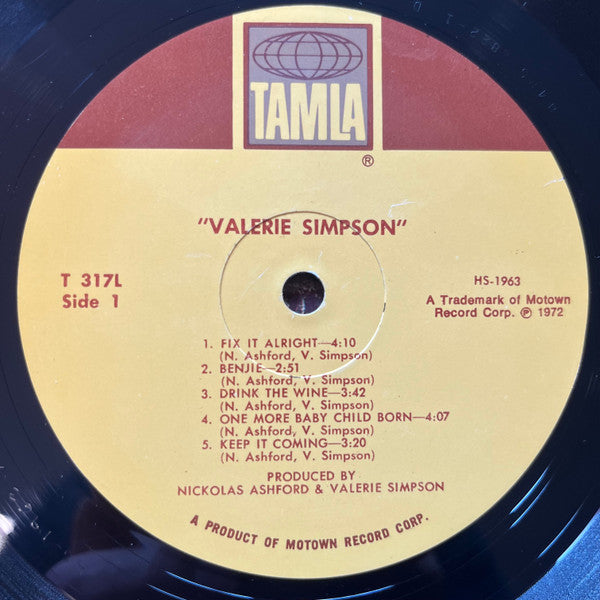 TAMLA
®
"VALERIE SIMPSON"
T 317L
Side 1
HS-1963
A Trademark of Motown
Record Corp. ℗ 1972
1. FIX IT ALRIGHT—4:10
(N. Ashford, V. Simpson)
2. BENJIE—2:51
(N. Ashford, V. Simpson)
3. DRINK THE WINE—3:42
(N. Ashford, V. Simpson)
4. ONE MORE BABY CHILD BORN—4:07
(N. Ashford, V. Simpson)
5. KEEP IT COMING—3:20
(N. Ashford, V. Simpson)
PRODUCED BY
NICKOLAS ASHFORD & VALERIE SIMPSON
A PRODUCT OF MOTOWN RECORD CORP.